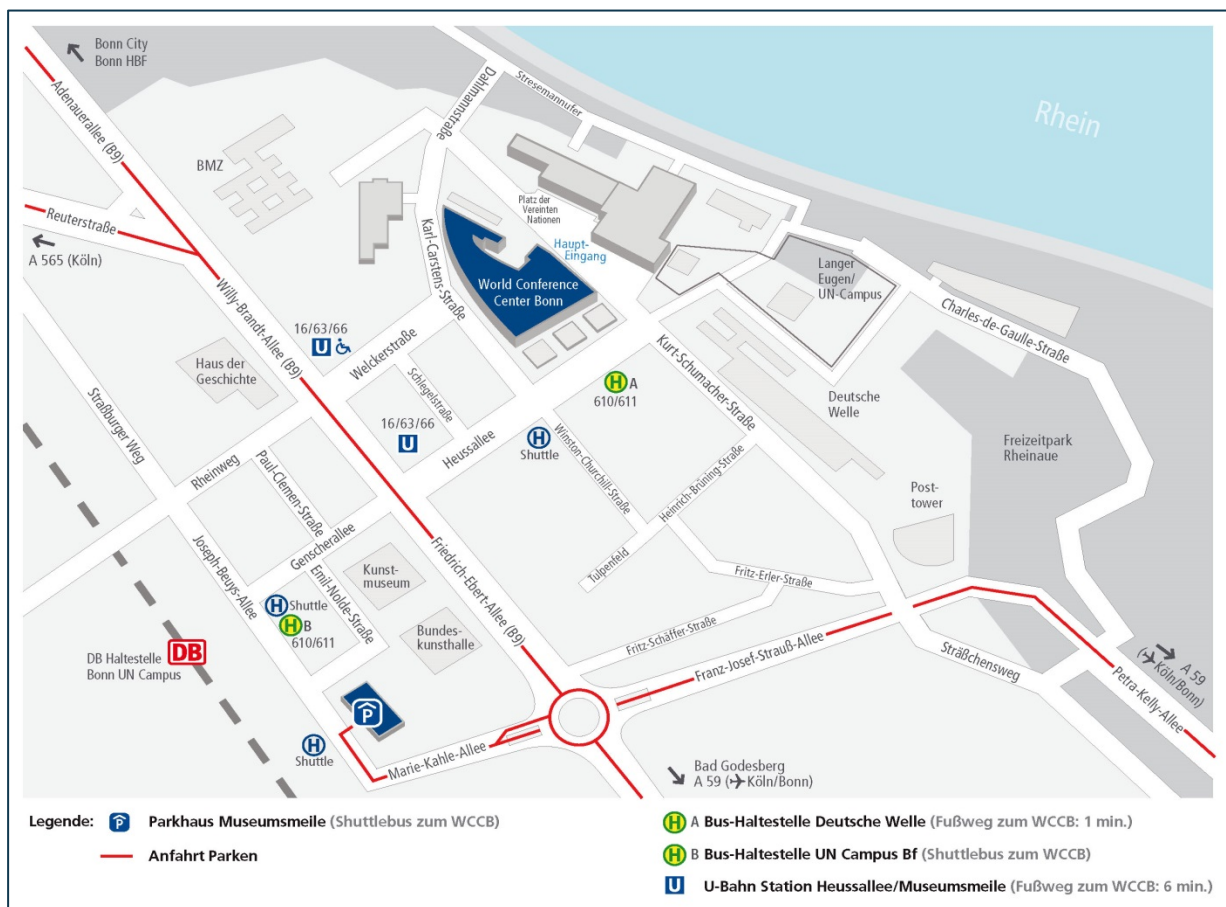 Bonn City
Bonn HBF
Adenauerallee (B9)
Dahlmannstraße
Stresemannufer
Rhein
BMZ
Reuterstraße
A 565 (Köln)
Platz der
Vereinten
Nationen
Haupt-
Eingang
Karl-Carstens-Straße
World Conference
Center Bonn
Langer
Eugen/
UN-Campus
Charles-de-Gaulle-Straße
Willy-Brandt-Allee (B9)
16/63/66
U
Welckerstraße
Schlegelstraße
Haus der
Geschichte
Kurt-Schumacher-Straße
H A
610/611
Deutsche
Welle
Straßburger Weg
16/63/66
U
Heussallee
H
Shuttle
Winston-Churchill-Straße
Heinrich-Brüning-Straße
Freizeitpark
Rheinaue
Rheinweg
Paul-Clemen-Straße
Post-
tower
Genscherallee
Joseph-Beuys-Allee
Emil-Nolde-Straße
Kunst-
museum
Friedrich-Ebert-Allee (B9)
Tulpenfeld
Fritz-Erler-Straße
H Shuttle
H B
610/611
Bundes-
kunsthalle
Fritz-Schäffer-Straße
Franz-Josef-Strauß-Allee
Sträßchensweg
DB Haltestelle
Bonn UN Campus
DB
P
H
Shuttle
Marie-Kahle-Allee
Petra-Kelly-Allee
A 59
(Köln/Bonn)
Bad Godesberg
A 59 (Köln/Bonn)
Legende: P Parkhaus Museumsmeile (Shuttlebus zum WCCB)
Anfahrt Parken
H A Bus-Haltestelle Deutsche Welle (Fußweg zum WCCB: 1 min.)
H B Bus-Haltestelle UN Campus Bf (Shuttlebus zum WCCB)
U U-Bahn Station Heussallee/Museumsmeile (Fußweg zum WCCB: 6 min.)